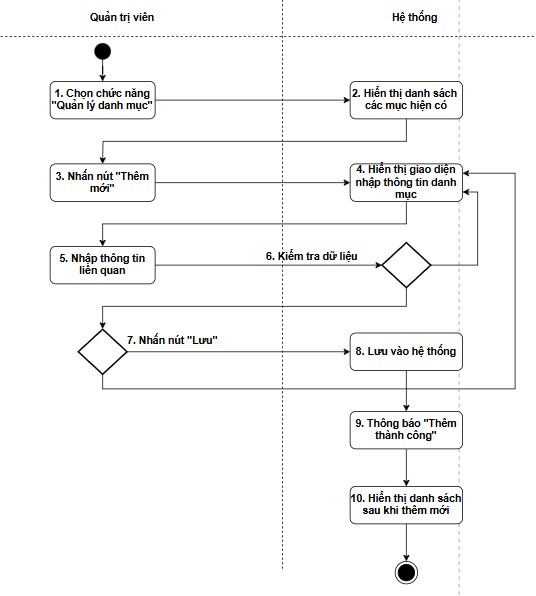 Quản trị viên
Hệ thống
1. Chọn chức năng
"Quản lý danh mục"
2. Hiển thị danh sách
các mục hiện có
3. Nhấn nút "Thêm
mới"
4. Hiển thị giao diện
nhập thông tin danh
mục
5. Nhập thông tin
liên quan
6. Kiểm tra dữ liệu
7. Nhấn nút "Lưu"
8. Lưu vào hệ thống
9. Thông báo "Thêm
thành công"
10. Hiển thị danh sách
sau khi thêm mới